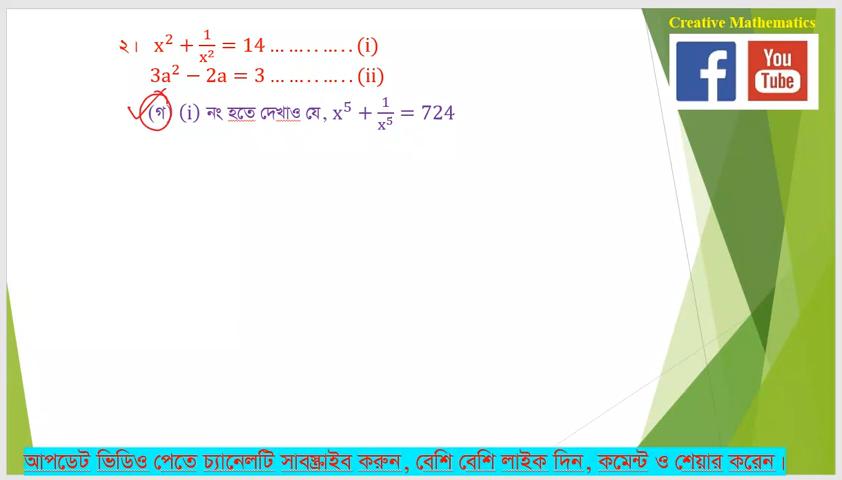 Creative Mathematics
২। x² + 1/x² = 14 ... ... .. ... .. (i)
3a² − 2a = 3 ... ... .. ... .. (ii)
(গ) (i) নং হতে দেখাও যে, x⁵ + 1/x⁵ = 724
You
Tube
আপডেট ভিডিও পেতে চ্যানেলটি সাবস্ক্রাইব করুন, বেশি বেশি লাইক দিন, কমেন্ট ও শেয়ার করেন।